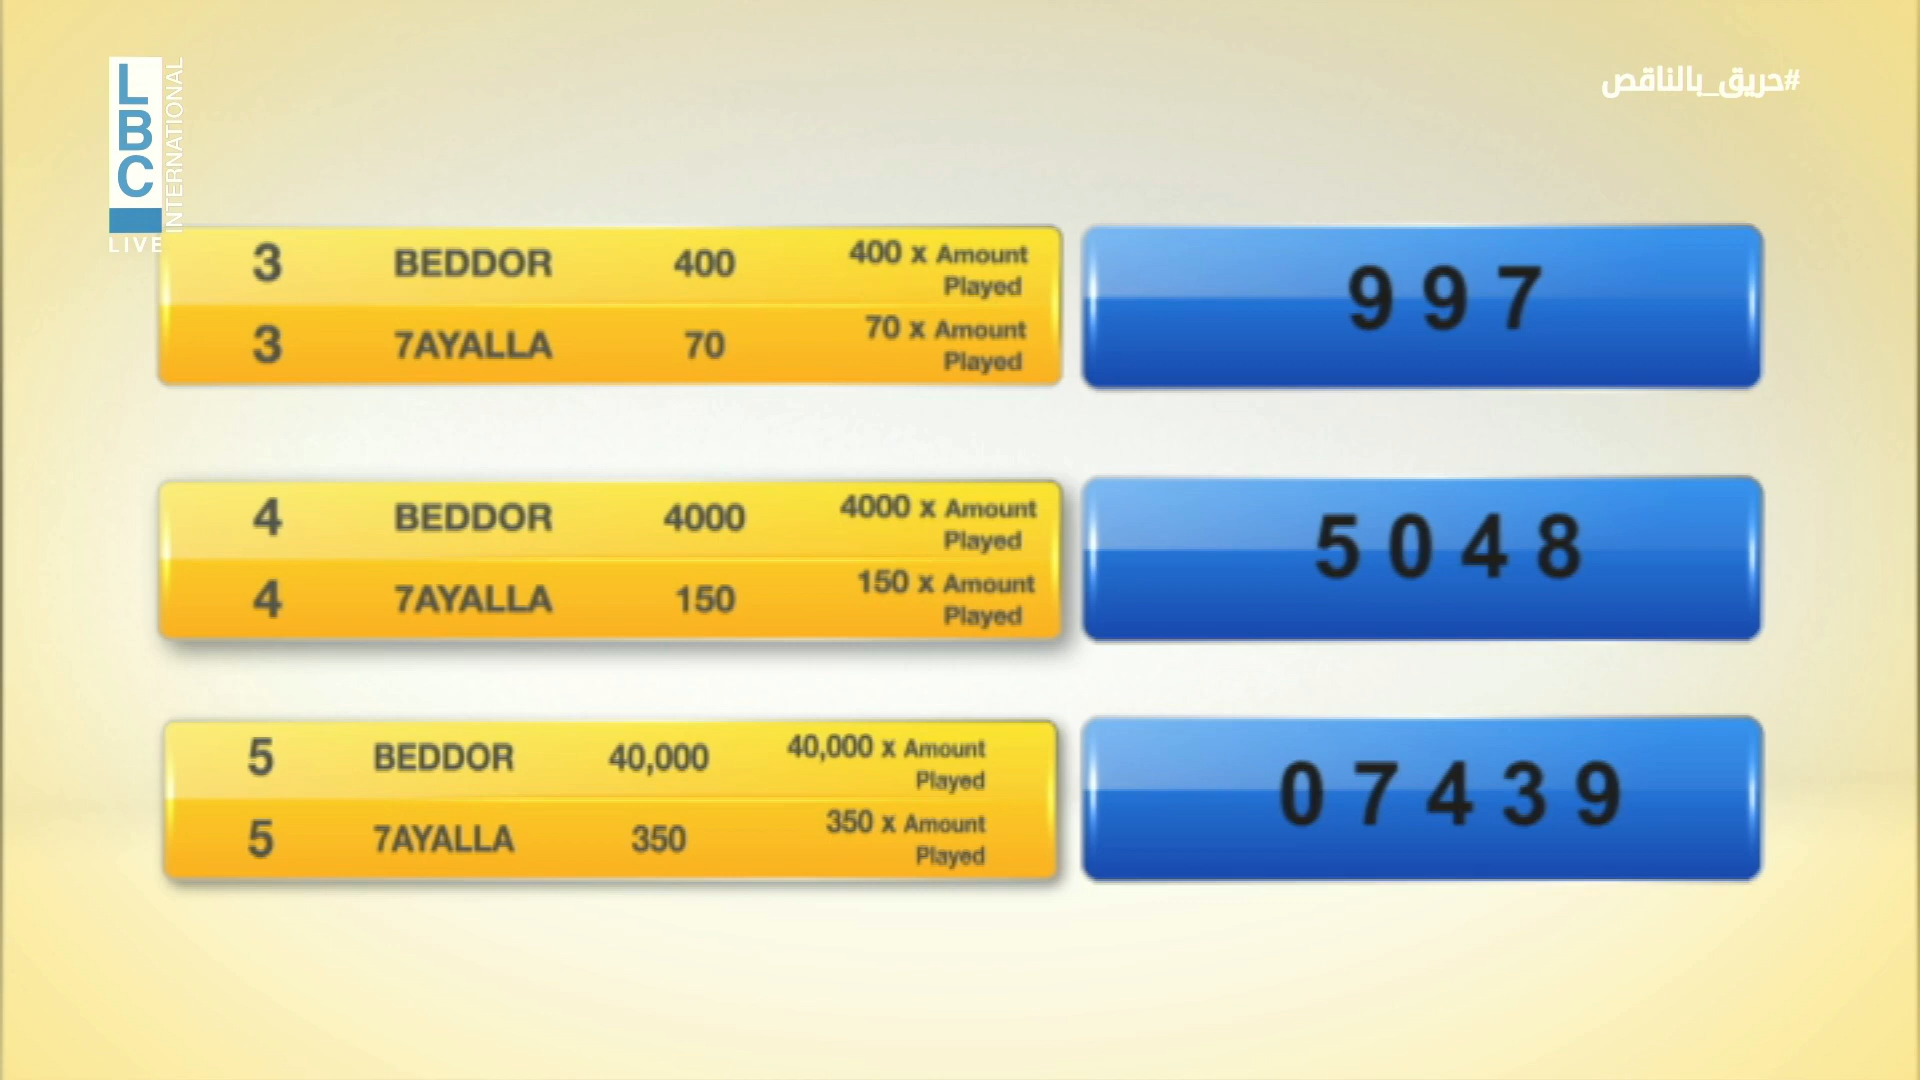 LBC
INTERNATIONAL
LIVE
#حريق_بالناقص
3 BEDDOR 400 400 x Amount Played
3 7AYALLA 70 70 x Amount Played
997
4 BEDDOR 4000 4000 x Amount Played
4 7AYALLA 150 150 x Amount Played
5048
5 BEDDOR 40,000 40,000 x Amount Played
5 7AYALLA 350 350 x Amount Played
07439